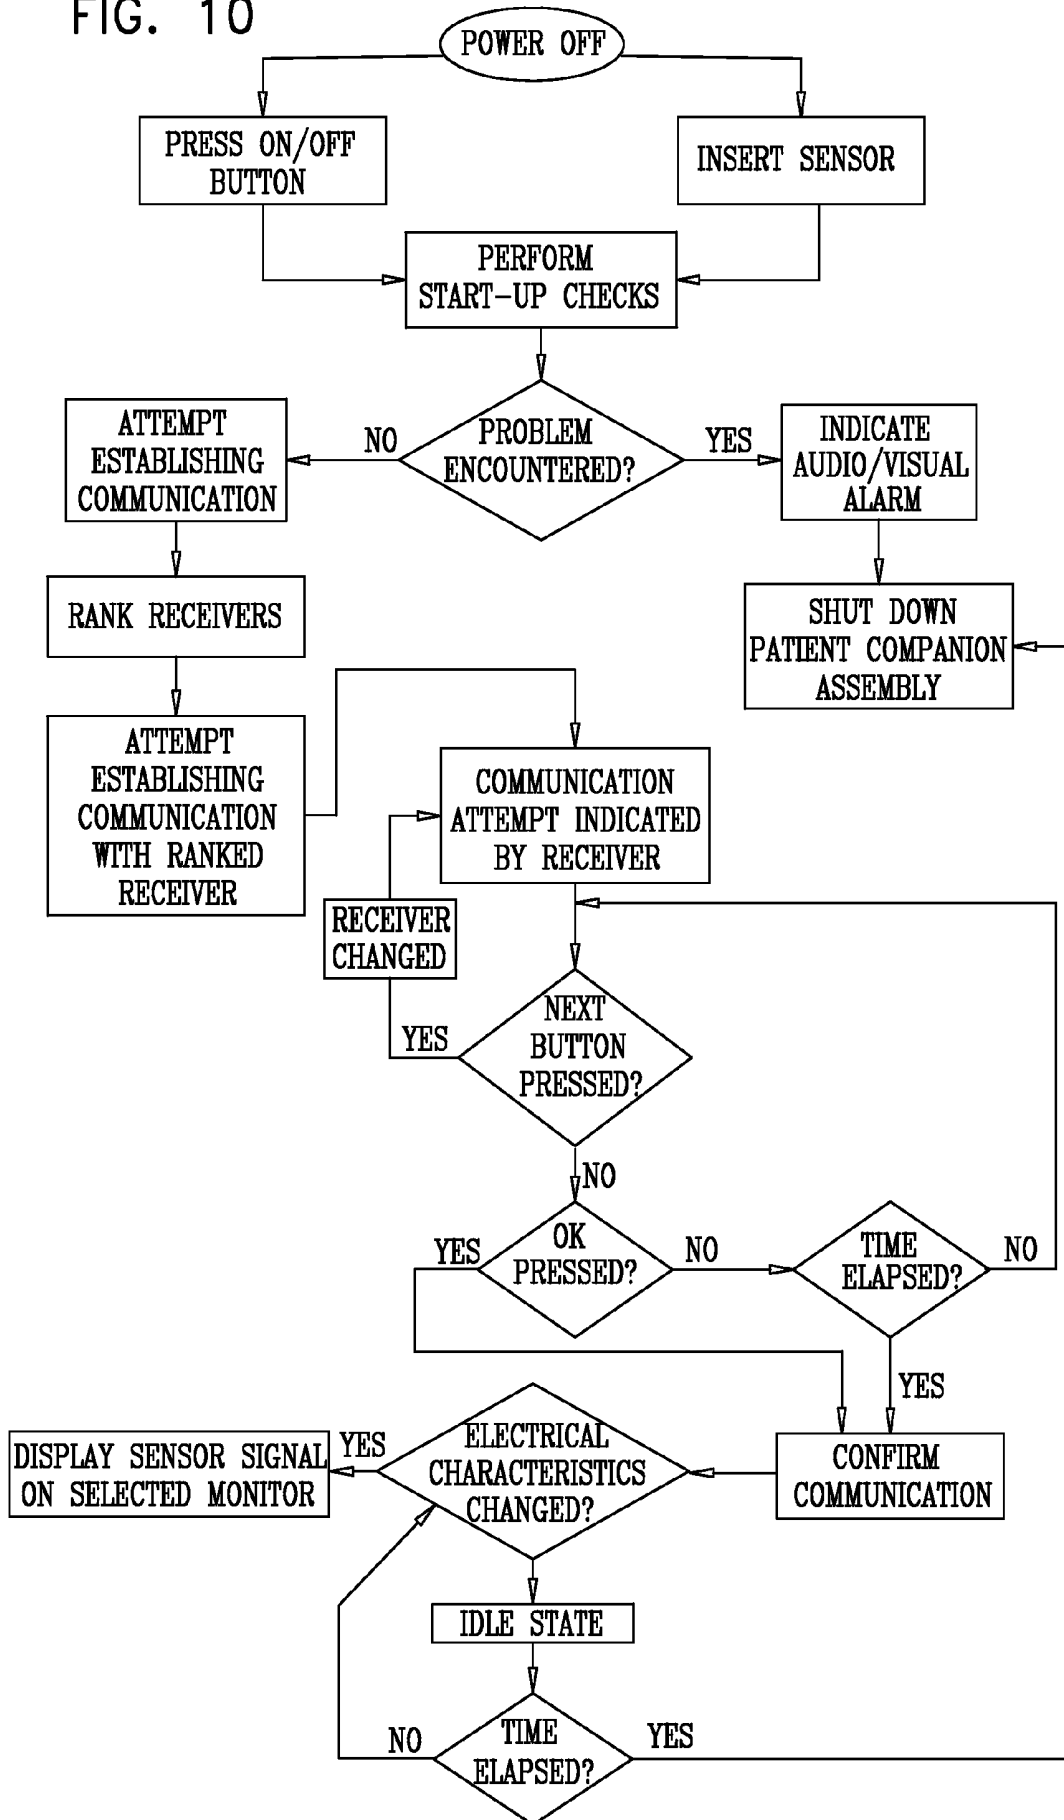 FIG. 10
POWER OFF
PRESS ON/OFF
BUTTON
INSERT SENSOR
PERFORM
START-UP CHECKS
ATTEMPT
ESTABLISHING
COMMUNICATION
NO
PROBLEM
ENCOUNTERED?
YES
INDICATE
AUDIO/VISUAL
ALARM
RANK RECEIVERS
SHUT DOWN
PATIENT COMPANION
ASSEMBLY
ATTEMPT
ESTABLISHING
COMMUNICATION
WITH RANKED
RECEIVER
COMMUNICATION
ATTEMPT INDICATED
BY RECEIVER
RECEIVER
CHANGED
YES
NEXT
BUTTON
PRESSED?
NO
YES
OK
PRESSED?
NO
TIME
ELAPSED?
NO
YES
DISPLAY SENSOR SIGNAL
ON SELECTED MONITOR
YES
ELECTRICAL
CHARACTERISTICS
CHANGED?
CONFIRM
COMMUNICATION
IDLE STATE
NO
TIME
ELAPSED?
YES